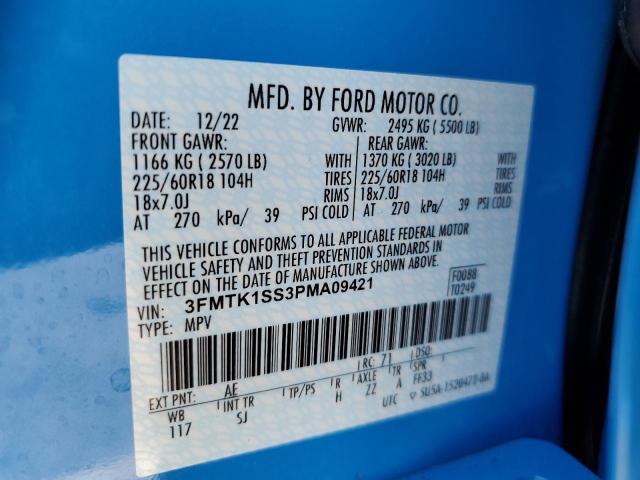 MFD. BY FORD MOTOR CO.
DATE: 12/22 GVWR: 2495 KG ( 5500 LB)
FRONT GAWR: REAR GAWR:
1166 KG ( 2570 LB) WITH 1370 KG ( 3020 LB) WITH
225/60R18 104H TIRES 225/60R18 104H TIRES
18x7.0J RIMS 18x7.0J RIMS
AT 270 kPa/ 39 PSI COLD AT 270 kPa/ 39 PSI COLD
THIS VEHICLE CONFORMS TO ALL APPLICABLE FEDERAL MOTOR
VEHICLE SAFETY AND THEFT PREVENTION STANDARDS IN
EFFECT ON THE DATE OF MANUFACTURE SHOWN ABOVE.
VIN: 3FMTK1SS3PMA09421 F0088
TYPE: MPV T0249
EXT PNT: AE RC: 71 DSO:
WB INT TR TP/PS R AXLE TR SPR
117 SJ H ZZ A FF33
UTC 5U5A-1520472-BA